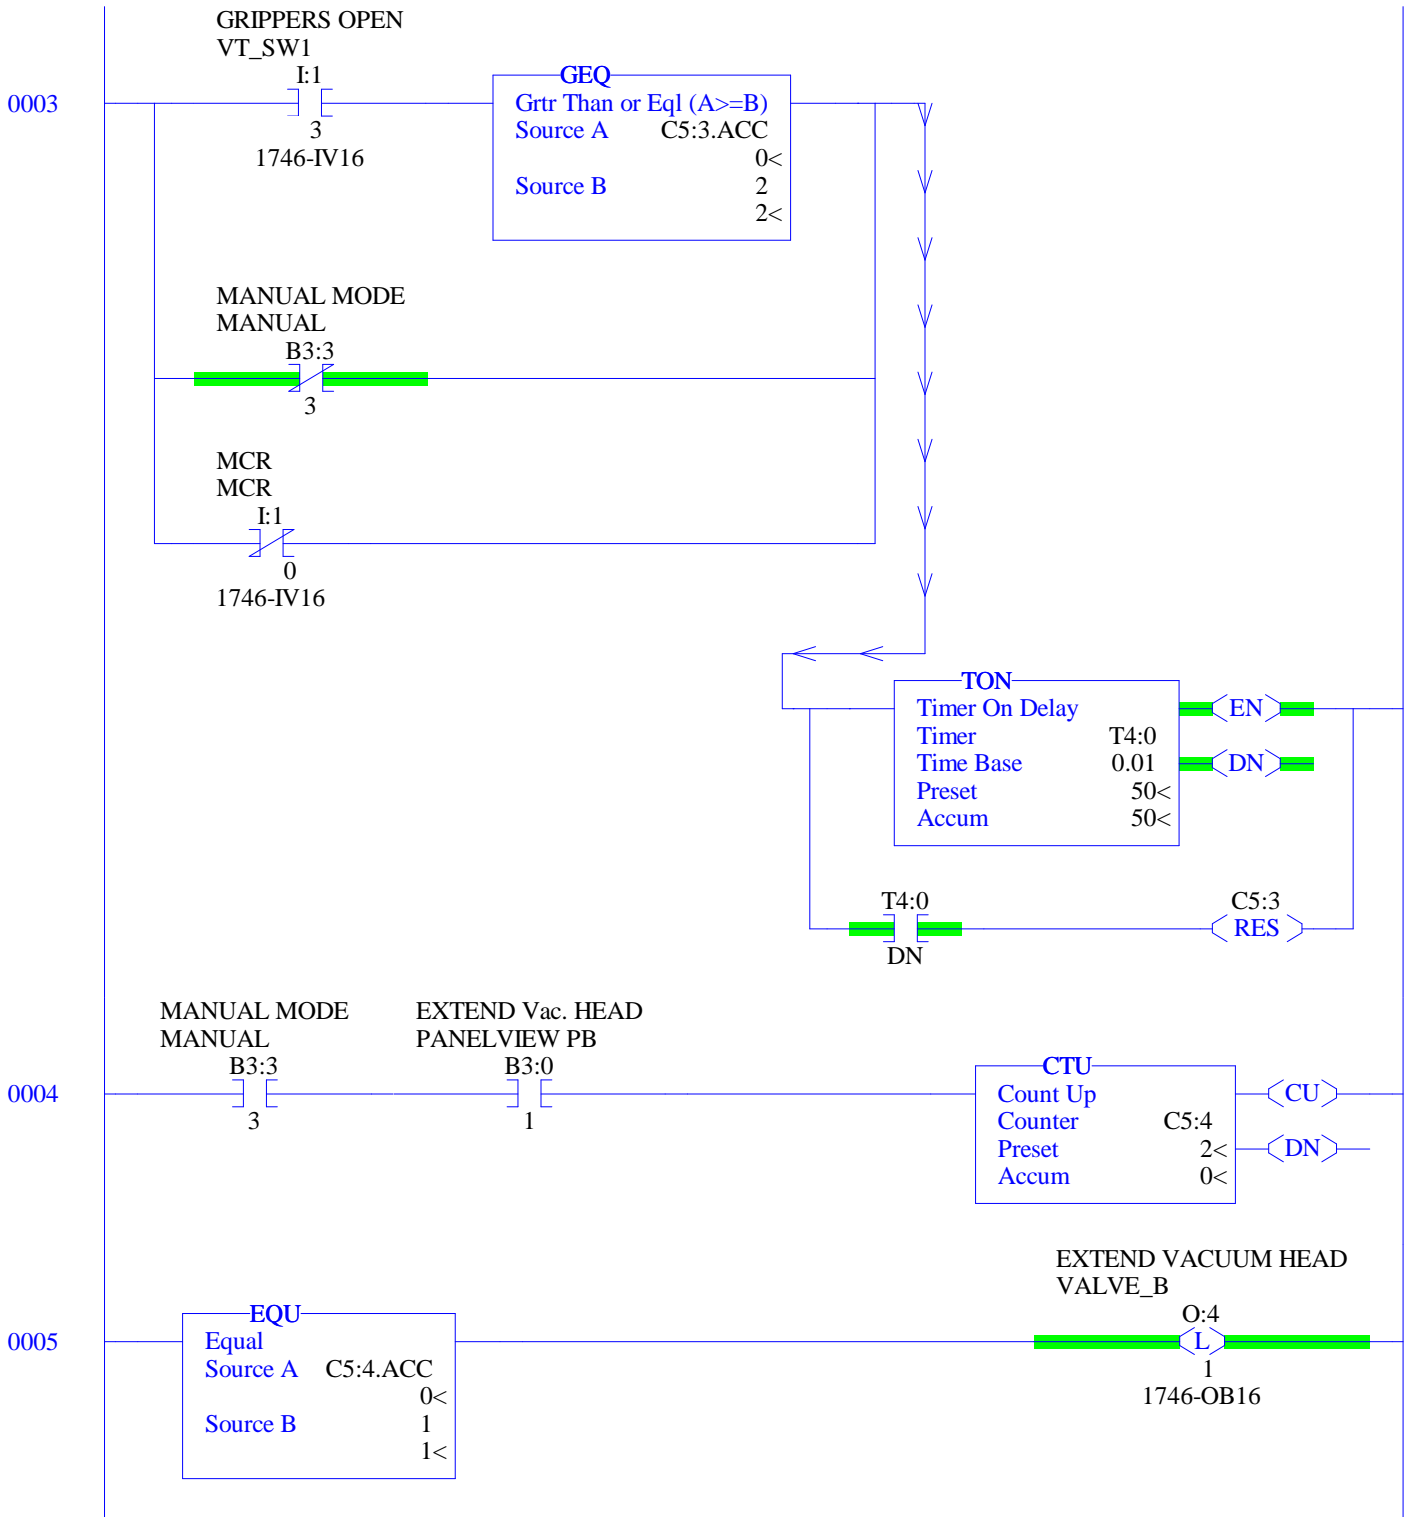 GRIPPERS OPEN
VT_SW1
I:1
3
1746-IV16
0003
GEQ
Grtr Than or Eql (A>=B)
Source A C5:3.ACC
0<
Source B 2
2<
MANUAL MODE
MANUAL
B3:3
3
MCR
MCR
I:1
0
1746-IV16
TON
Timer On Delay
Timer T4:0
Time Base 0.01
Preset 50<
Accum 50<
EN
DN
T4:0
DN
C5:3
RES
0004
MANUAL MODE
MANUAL
B3:3
3
EXTEND Vac. HEAD
PANELVIEW PB
B3:0
1
CTU
Count Up
Counter C5:4
Preset 2<
Accum 0<
CU
DN
0005
EQU
Equal
Source A C5:4.ACC
0<
Source B 1
1<
EXTEND VACUUM HEAD
VALVE_B
O:4
L
1
1746-OB16